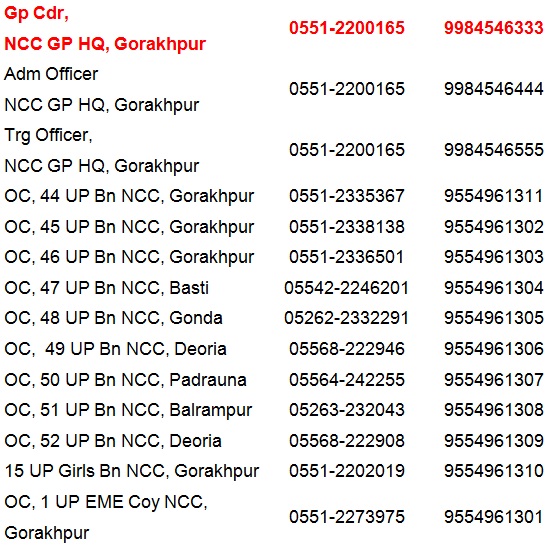 Gp Cdr,
NCC GP HQ, Gorakhpur 0551-2200165 9984546333
Adm Officer
NCC GP HQ, Gorakhpur 0551-2200165 9984546444
Trg Officer,
NCC GP HQ, Gorakhpur 0551-2200165 9984546555
OC, 44 UP Bn NCC, Gorakhpur 0551-2335367 9554961311
OC, 45 UP Bn NCC, Gorakhpur 0551-2338138 9554961302
OC, 46 UP Bn NCC, Gorakhpur 0551-2336501 9554961303
OC, 47 UP Bn NCC, Basti 05542-2246201 9554961304
OC, 48 UP Bn NCC, Gonda 05262-2332291 9554961305
OC,  49 UP Bn NCC, Deoria 05568-222946 9554961306
OC, 50 UP Bn NCC, Padrauna 05564-242255 9554961307
OC, 51 UP Bn NCC, Balrampur 05263-232043 9554961308
OC, 52 UP Bn NCC, Deoria 05568-222908 9554961309
15 UP Girls Bn NCC, Gorakhpur 0551-2202019 9554961310
OC, 1 UP EME Coy NCC,
Gorakhpur 0551-2273975 9554961301